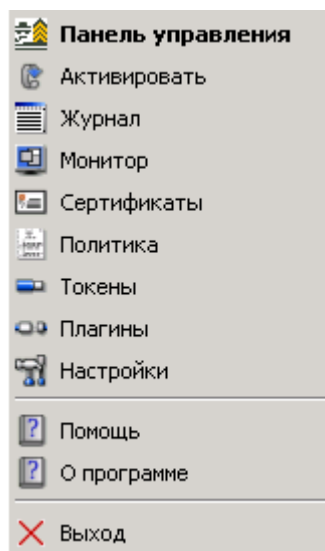 Панель управления
Активировать
Журнал
Монитор
Сертификаты
Политика
Токены
Плагины
Настройки
Помощь
О программе
Выход